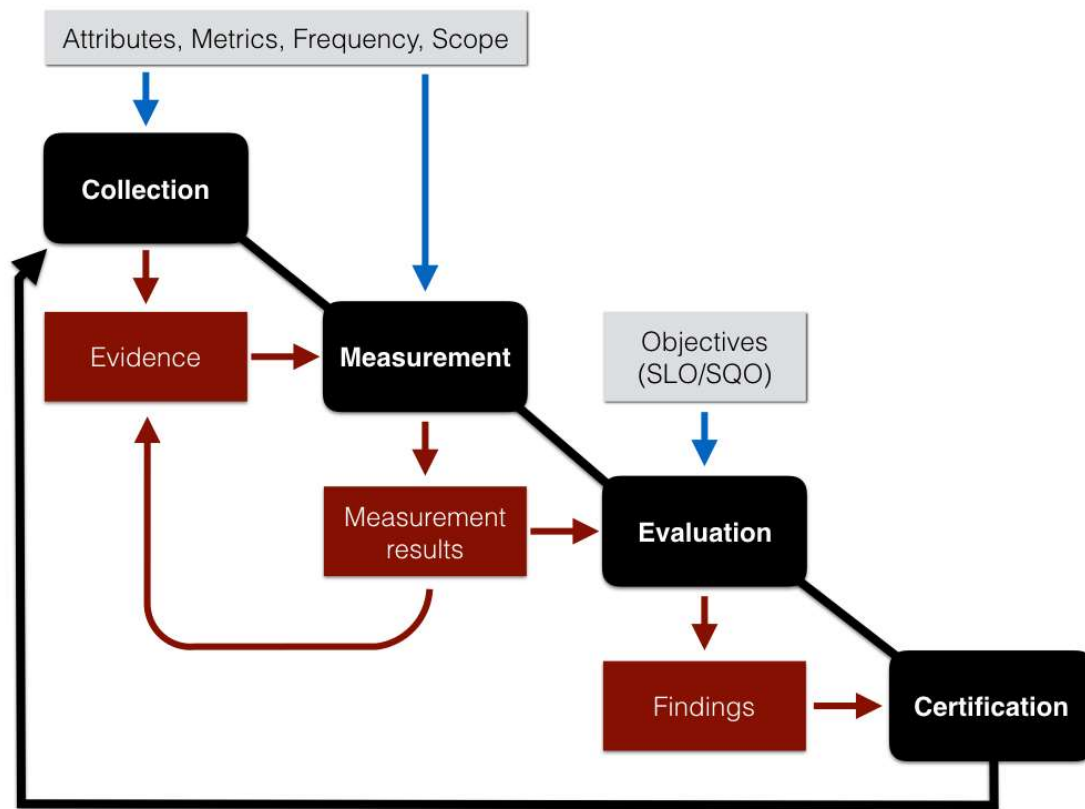 Attributes, Metrics, Frequency, Scope
Collection
Evidence
Measurement
Objectives
(SLO/SQO)
Measurement
results
Evaluation
Findings
Certification